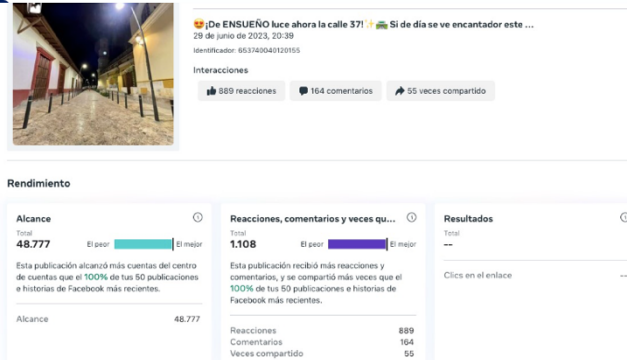 😍¡De ENSUEÑO luce ahora la calle 37!✨🚔 Si de día se ve encantador este ...
29 de junio de 2023, 20:39
Identificador: 653740040120155
Interacciones
889 reacciones
164 comentarios
55 veces compartido
Rendimiento
Alcance
Total
48.777
El peor
El mejor
Esta publicación alcanzó más cuentas del centro
de cuentas que el 100% de tus 50 publicaciones
e historias de Facebook más recientes.
Alcance 48.777
Reacciones, comentarios y veces qu...
Total
1.108
El peor
El mejor
Esta publicación recibió más reacciones y
comentarios, y se compartió más veces que el
100% de tus 50 publicaciones e historias de
Facebook más recientes.
Reacciones 889
Comentarios 164
Veces compartido 55
Resultados
Total
--
Clics en el enlace --